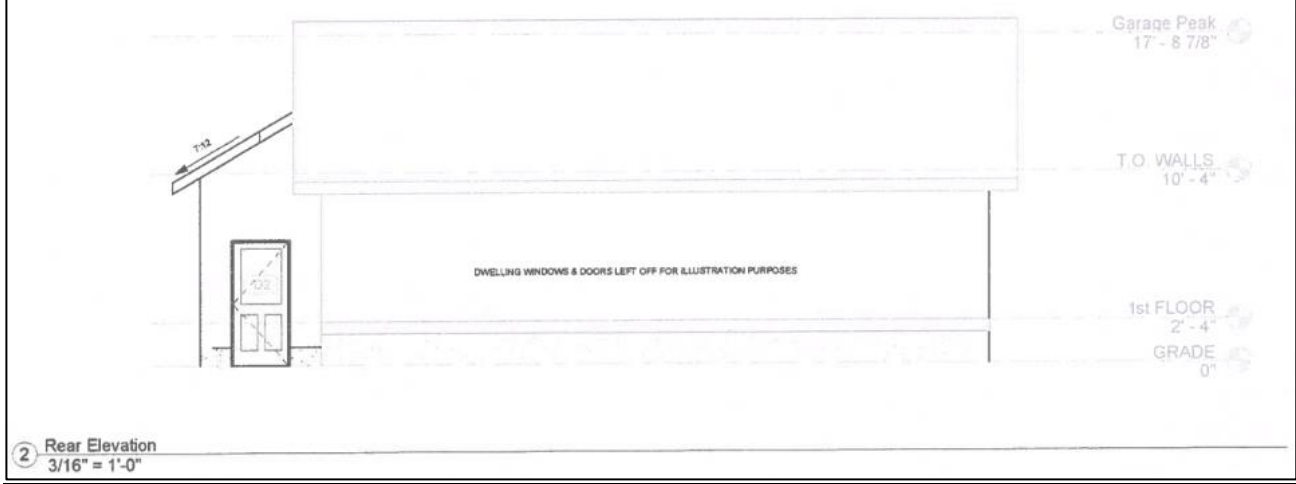 Garage Peak
17' - 8 7/8"
7:12
T.O. WALLS
10' - 4"
D2
DWELLING WINDOWS & DOORS LEFT OFF FOR ILLUSTRATION PURPOSES
1st FLOOR
2' - 4"
GRADE
0"
2
Rear Elevation
3/16" = 1'-0"